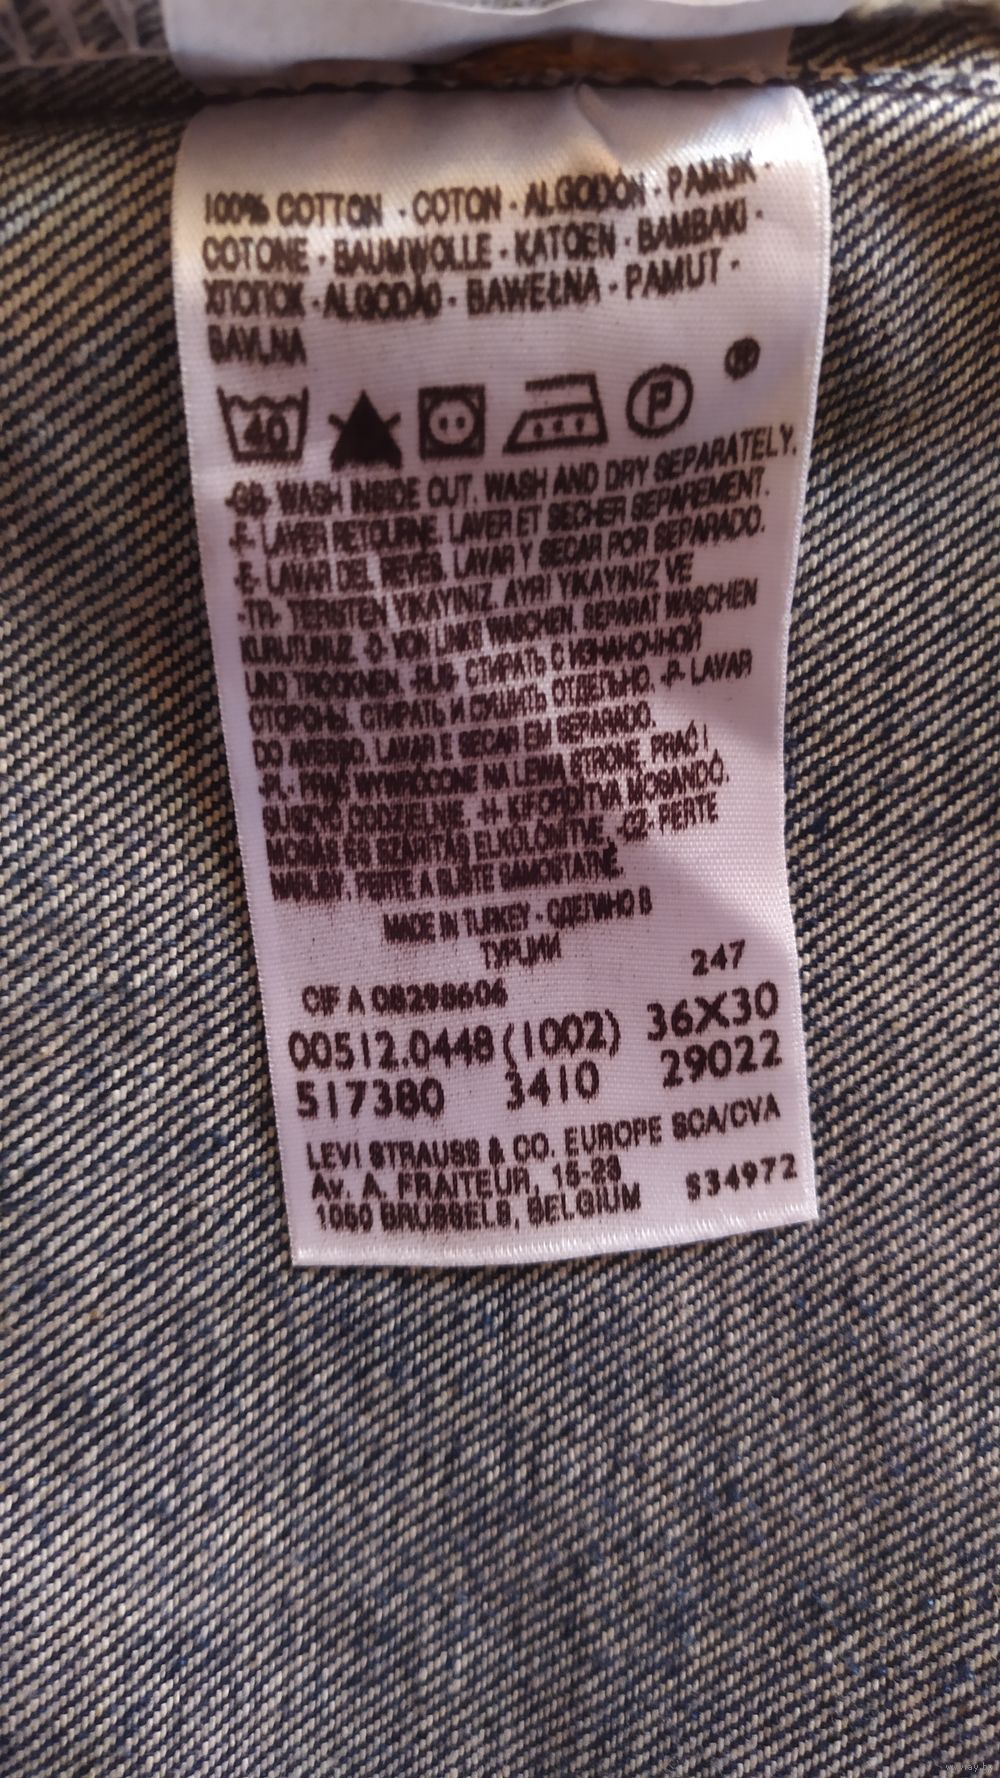 100% COTTON · COTON · ALGODÓN · PAMUK ·
COTONE · BAUMWOLLE · KATOEN · BAMBAKI ·
ХЛОПОК · ALGODÃO · BAWEŁNA · PAMUT ·
BAVLNA
®
40
P
-GB- WASH INSIDE OUT. WASH AND DRY SEPARATELY.
-F- LAVER RETOURNE. LAVER ET SECHER SEPAREMENT.
-E- LAVAR DEL REVES. LAVAR Y SECAR POR SEPARADO.
-TR- TERSTEN YIKAYINIZ. AYRI YIKAYINIZ VE
KURUTUNUZ. -D- VON LINKS WASCHEN, SEPARAT WASCHEN
UND TROCKNEN. -RUS- СТИРАТЬ С ИЗНАНОЧНОЙ
СТОРОНЫ. СТИРАТЬ И СУШИТЬ ОТДЕЛЬНО. -P- LAVAR
DO AVESSO. LAVAR E SECAR EM SEPARADO.
-PL- PRAĆ WYWRÓCONE NA LEWA STRONE. PRAĆ I
SUSZYC ODDZIELNIE. -H- KIFORDÍTVA MOSANDÓ.
MOSÁS ÉS SZÁRÍTÁS ELKÜLÖNÍTVE. -CZ- PERTE
NARUBY. PERTE A SUSTE SAMOSTATNĚ.
MADE IN TURKEY - СДЕЛАНО В
ТУРЦИИ
247
CIF A 08298606
00512.0448 (1002) 36X30
517380 3410 29022
LEVI STRAUSS & CO. EUROPE SCA/CVA
AV. A. FRAITEUR, 15-23
1050 BRUSSELS, BELGIUM S34972